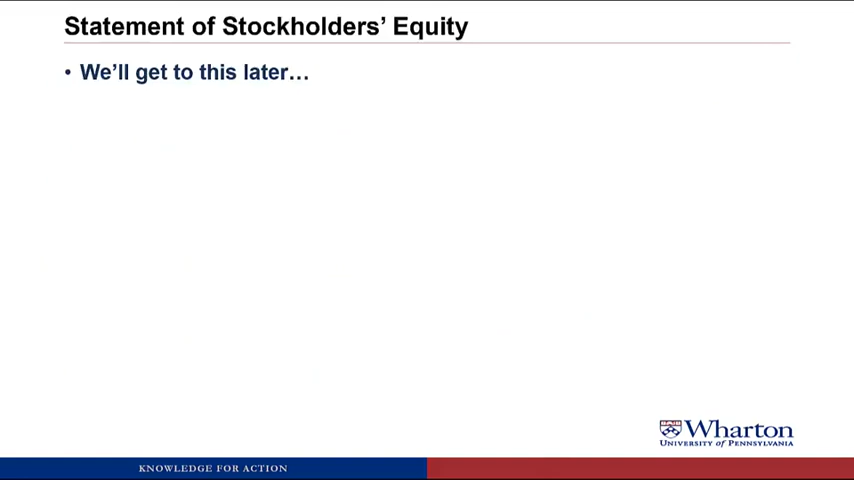 Statement of Stockholders’ Equity
• We’ll get to this later…
Wharton
UNIVERSITY of PENNSYLVANIA
KNOWLEDGE FOR ACTION